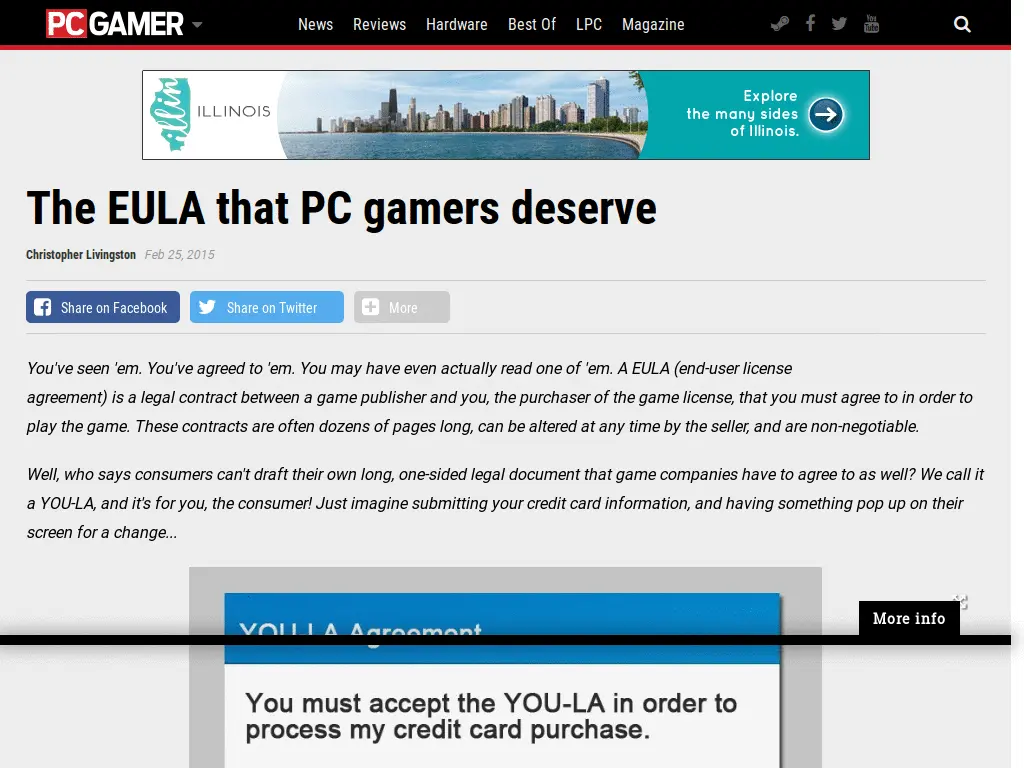 PC GAMER
News Reviews Hardware Best Of LPC Magazine
You Tube
Illin
ILLINOIS
Explore
the many sides
of Illinois.
The EULA that PC gamers deserve
Christopher Livingston Feb 25, 2015
Share on Facebook Share on Twitter More
You've seen 'em. You've agreed to 'em. You may have even actually read one of 'em. A EULA (end-user license
agreement) is a legal contract between a game publisher and you, the purchaser of the game license, that you must agree to in order to
play the game. These contracts are often dozens of pages long, can be altered at any time by the seller, and are non-negotiable.
Well, who says consumers can't draft their own long, one-sided legal document that game companies have to agree to as well? We call it
a YOU-LA, and it's for you, the consumer! Just imagine submitting your credit card information, and having something pop up on their
screen for a change...
More info
YOU-LA Agreement
You must accept the YOU-LA in order to
process my credit card purchase.